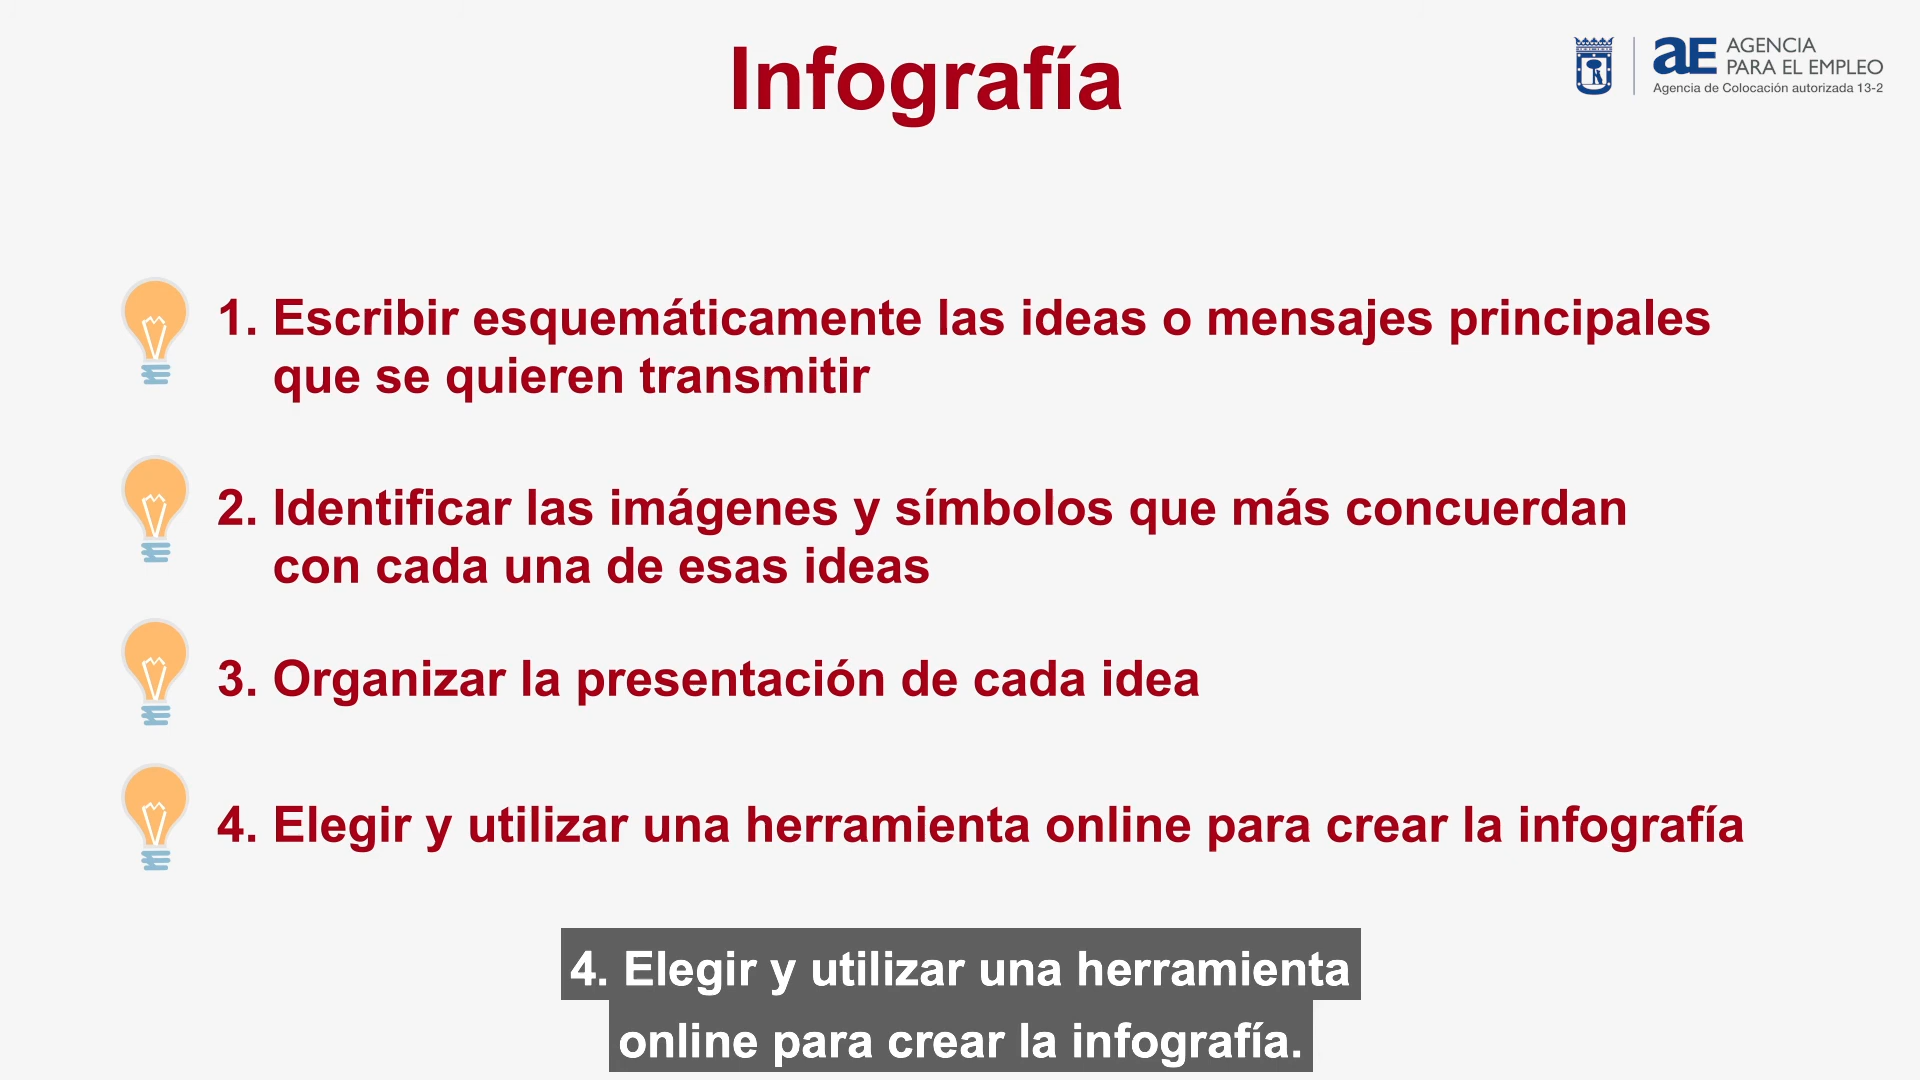 Infografía
aE AGENCIA
PARA EL EMPLEO
Agencia de Colocación autorizada 13-2
1. Escribir esquemáticamente las ideas o mensajes principales
que se quieren transmitir
2. Identificar las imágenes y símbolos que más concuerdan
con cada una de esas ideas
3. Organizar la presentación de cada idea
4. Elegir y utilizar una herramienta online para crear la infografía
4. Elegir y utilizar una herramienta
online para crear la infografía.